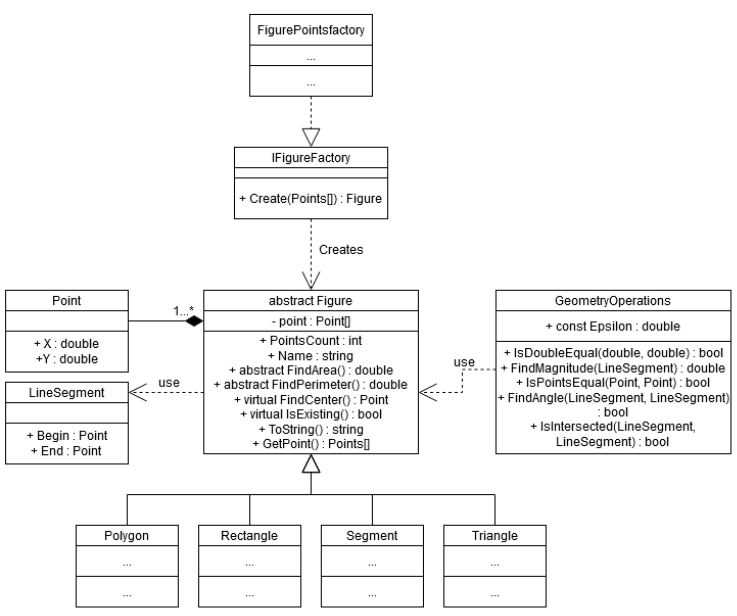 FigurePointsfactory
...
...
IFigureFactory
+ Create(Points[]) : Figure
Creates
Point
+ X : double
+Y : double
1...*
abstract Figure
- point : Point[]
+ PointsCount : int
+ Name : string
+ abstract FindArea() : double
+ abstract FindPerimeter() : double
+ virtual FindCenter() : Point
+ virtual IsExisting() : bool
+ ToString() : string
+ GetPoint() : Points[]
GeometryOperations
+ const Epsilon : double
+ IsDoubleEqual(double, double) : bool
+ FindMagnitude(LineSegment) : double
+ IsPointsEqual(Point, Point) : bool
+ FindAngle(LineSegment, LineSegment)
: bool
+ IsIntersected(LineSegment,
LineSegment) : bool
use
LineSegment
+ Begin : Point
+ End : Point
use
Polygon
...
...
Rectangle
...
...
Segment
...
...
Triangle
...
...